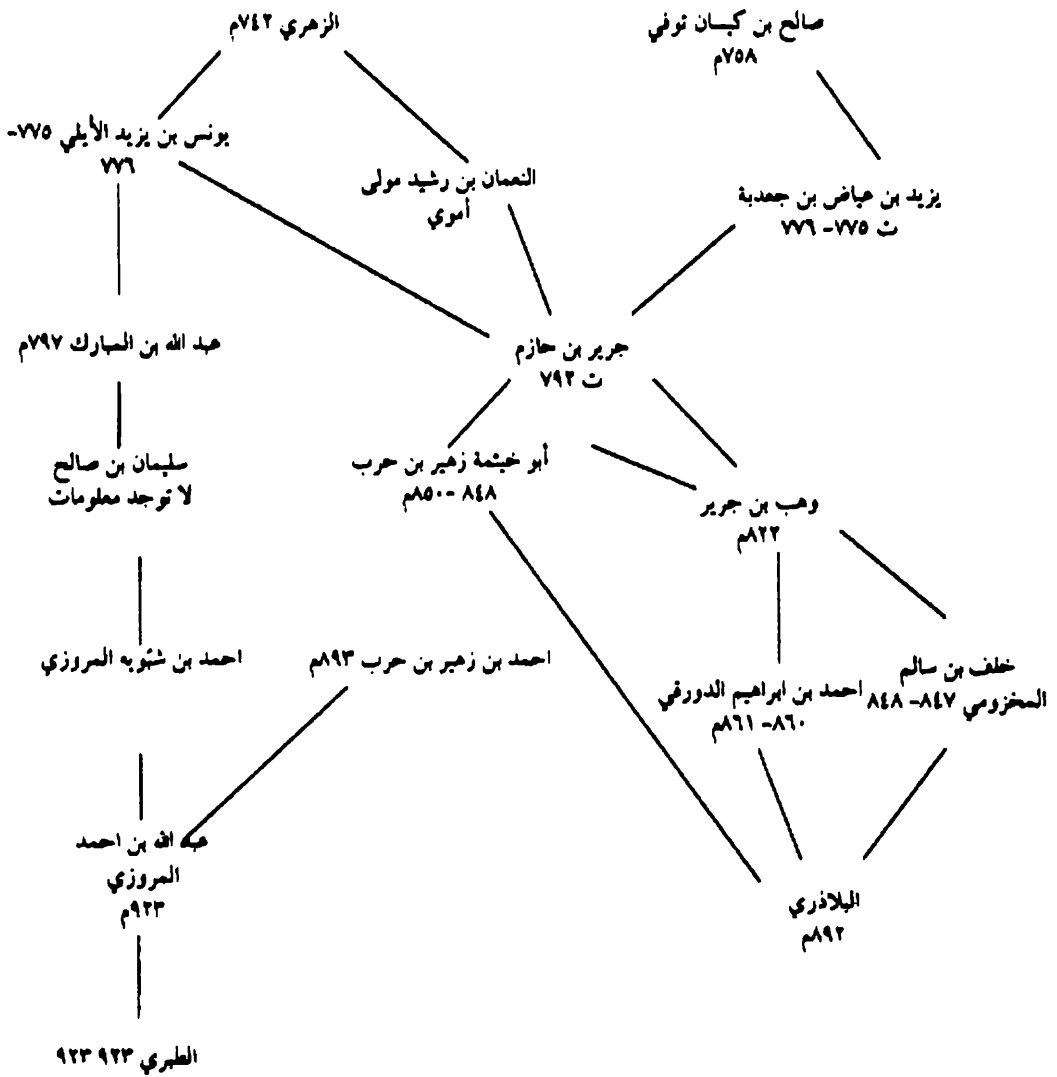 صالح بن كيسان توفي
٧٥٨م
الزهري ٧٤٢م
يونس بن يزيد الأيلي ٧٧٥-
٧٧٦
النعمان بن رشيد مولى
أموي
يزيد بن عياض بن جعدبة
ت ٧٧٥- ٧٧٦
عبد الله بن المبارك ٧٩٧م
جرير بن حازم
ت ٧٩٢
سليمان بن صالح
لا توجد معلومات
أبو خيثمة زهير بن حرب
٨٤٨ -٨٥٠م
وهب بن جرير
٨٢٢م
احمد بن شبّويه المروزي
احمد بن زهير بن حرب ٨٩٣م
خلف بن سالم
المخزومي ٨٤٧- ٨٤٨
احمد بن ابراهيم الدورقي
٨٦٠- ٨٦١م
عبد الله بن احمد
المروزي
٩٢٣م
البلاذري
٨٩٢م
الطبري ٩٢٣ ٩٢٣